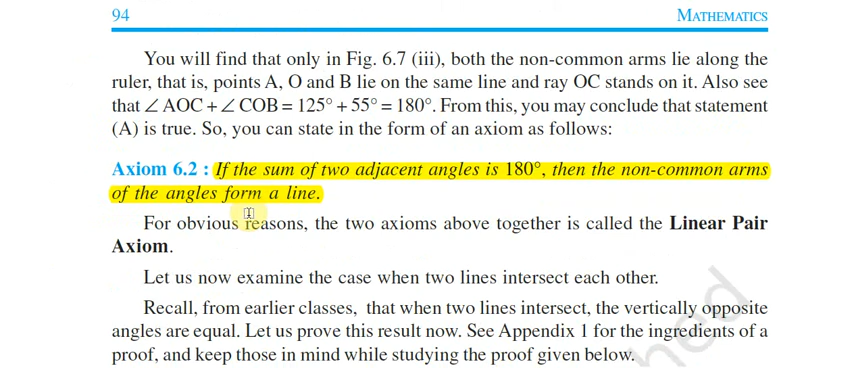 94 MATHEMATICS
You will find that only in Fig. 6.7 (iii), both the non-common arms lie along the
ruler, that is, points A, O and B lie on the same line and ray OC stands on it. Also see
that ∠ AOC + ∠ COB = 125° + 55° = 180°. From this, you may conclude that statement
(A) is true. So, you can state in the form of an axiom as follows:
Axiom 6.2 : If the sum of two adjacent angles is 180°, then the non-common arms
of the angles form a line.
For obvious reasons, the two axioms above together is called the Linear Pair
Axiom.
Let us now examine the case when two lines intersect each other.
Recall, from earlier classes, that when two lines intersect, the vertically opposite
angles are equal. Let us prove this result now. See Appendix 1 for the ingredients of a
proof, and keep those in mind while studying the proof given below.